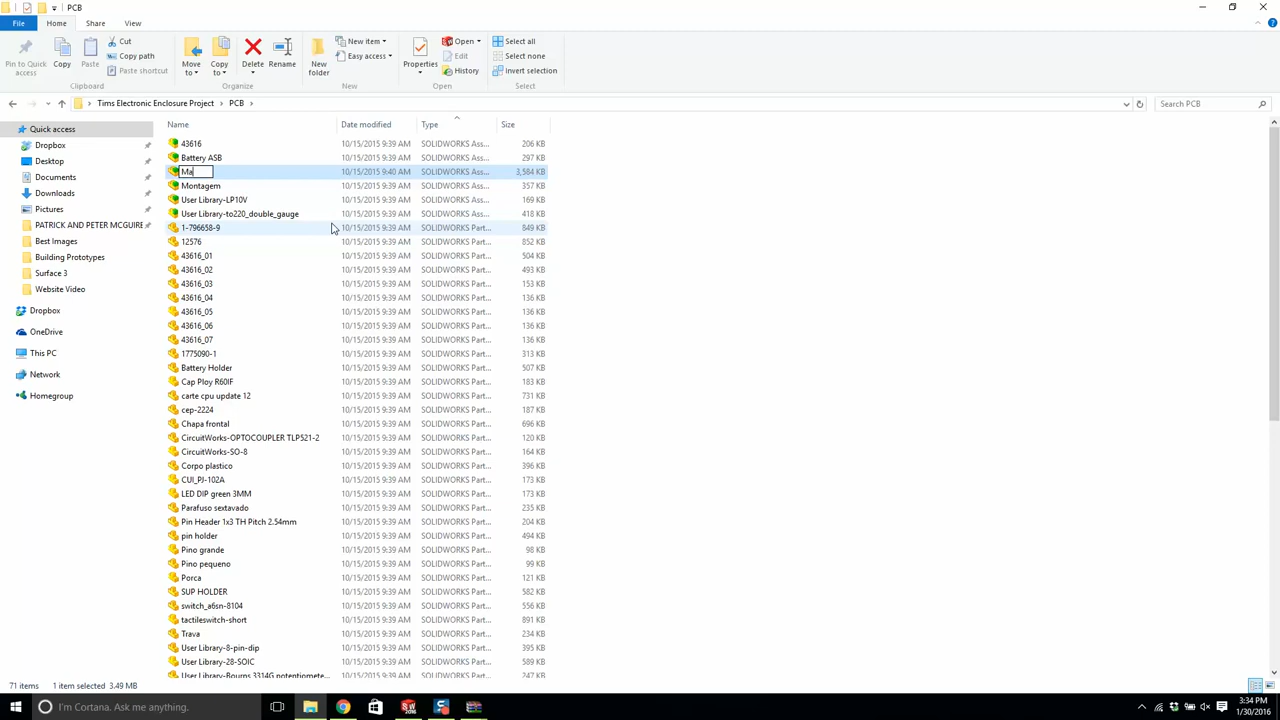 PCB
File Home Share View
Pin to Quick access
Copy
Paste
Cut
Copy path
Paste shortcut
Clipboard
Move to
Copy to
Delete
Rename
Organize
New folder
New item
Easy access
New
Properties
Open
Edit
History
Open
Select all
Select none
Invert selection
Select
Tims Electronic Enclosure Project PCB
Search PCB
Quick access
Dropbox
Desktop
Documents
Downloads
Pictures
PATRICK AND PETER MCGUIRE
Best Images
Building Prototypes
Surface 3
Website Video
Dropbox
OneDrive
This PC
Network
Homegroup
Name Date modified Type Size
43616 10/15/2015 9:39 AM SOLIDWORKS Ass... 206 KB
Battery ASB 10/15/2015 9:39 AM SOLIDWORKS Ass... 297 KB
Ma 10/15/2015 9:40 AM SOLIDWORKS Ass... 3,584 KB
Montagem 10/15/2015 9:39 AM SOLIDWORKS Ass... 357 KB
User Library-LP10V 10/15/2015 9:39 AM SOLIDWORKS Ass... 169 KB
User Library-to220_double_gauge 10/15/2015 9:39 AM SOLIDWORKS Ass... 418 KB
1-796658-9 10/15/2015 9:39 AM SOLIDWORKS Part... 849 KB
12576 10/15/2015 9:39 AM SOLIDWORKS Part... 852 KB
43616_01 10/15/2015 9:39 AM SOLIDWORKS Part... 504 KB
43616_02 10/15/2015 9:39 AM SOLIDWORKS Part... 493 KB
43616_03 10/15/2015 9:39 AM SOLIDWORKS Part... 153 KB
43616_04 10/15/2015 9:39 AM SOLIDWORKS Part... 136 KB
43616_05 10/15/2015 9:39 AM SOLIDWORKS Part... 136 KB
43616_06 10/15/2015 9:39 AM SOLIDWORKS Part... 136 KB
43616_07 10/15/2015 9:39 AM SOLIDWORKS Part... 136 KB
1775090-1 10/15/2015 9:39 AM SOLIDWORKS Part... 313 KB
Battery Holder 10/15/2015 9:39 AM SOLIDWORKS Part... 507 KB
Cap Ploy R60IF 10/15/2015 9:39 AM SOLIDWORKS Part... 183 KB
carte cpu update 12 10/15/2015 9:39 AM SOLIDWORKS Part... 731 KB
cep-2224 10/15/2015 9:39 AM SOLIDWORKS Part... 187 KB
Chapa frontal 10/15/2015 9:39 AM SOLIDWORKS Part... 696 KB
CircuitWorks-OPTOCOUPLER TLP521-2 10/15/2015 9:39 AM SOLIDWORKS Part... 120 KB
CircuitWorks-SO-8 10/15/2015 9:39 AM SOLIDWORKS Part... 164 KB
Corpo plastico 10/15/2015 9:39 AM SOLIDWORKS Part... 396 KB
CUI_PJ-102A 10/15/2015 9:39 AM SOLIDWORKS Part... 173 KB
LED DIP green 3MM 10/15/2015 9:39 AM SOLIDWORKS Part... 173 KB
Parafuso sextavado 10/15/2015 9:39 AM SOLIDWORKS Part... 235 KB
Pin Header 1x3 TH Pitch 2.54mm 10/15/2015 9:39 AM SOLIDWORKS Part... 204 KB
pin holder 10/15/2015 9:39 AM SOLIDWORKS Part... 494 KB
Pino grande 10/15/2015 9:39 AM SOLIDWORKS Part... 98 KB
Pino pequeno 10/15/2015 9:39 AM SOLIDWORKS Part... 99 KB
Porca 10/15/2015 9:39 AM SOLIDWORKS Part... 121 KB
SUP HOLDER 10/15/2015 9:39 AM SOLIDWORKS Part... 582 KB
switch_a6sn-8104 10/15/2015 9:39 AM SOLIDWORKS Part... 556 KB
tactileswitch-short 10/15/2015 9:39 AM SOLIDWORKS Part... 891 KB
Trava 10/15/2015 9:39 AM SOLIDWORKS Part... 234 KB
User Library-8-pin-dip 10/15/2015 9:39 AM SOLIDWORKS Part... 395 KB
User Library-28-SOIC 10/15/2015 9:39 AM SOLIDWORKS Part... 589 KB
User Library-Bourns 3314G potentiomete... 10/15/2015 9:39 AM SOLIDWORKS Part... 247 KB
71 items 1 item selected 3.49 MB
I'm Cortana. Ask me anything.
3:34 PM
1/30/2016